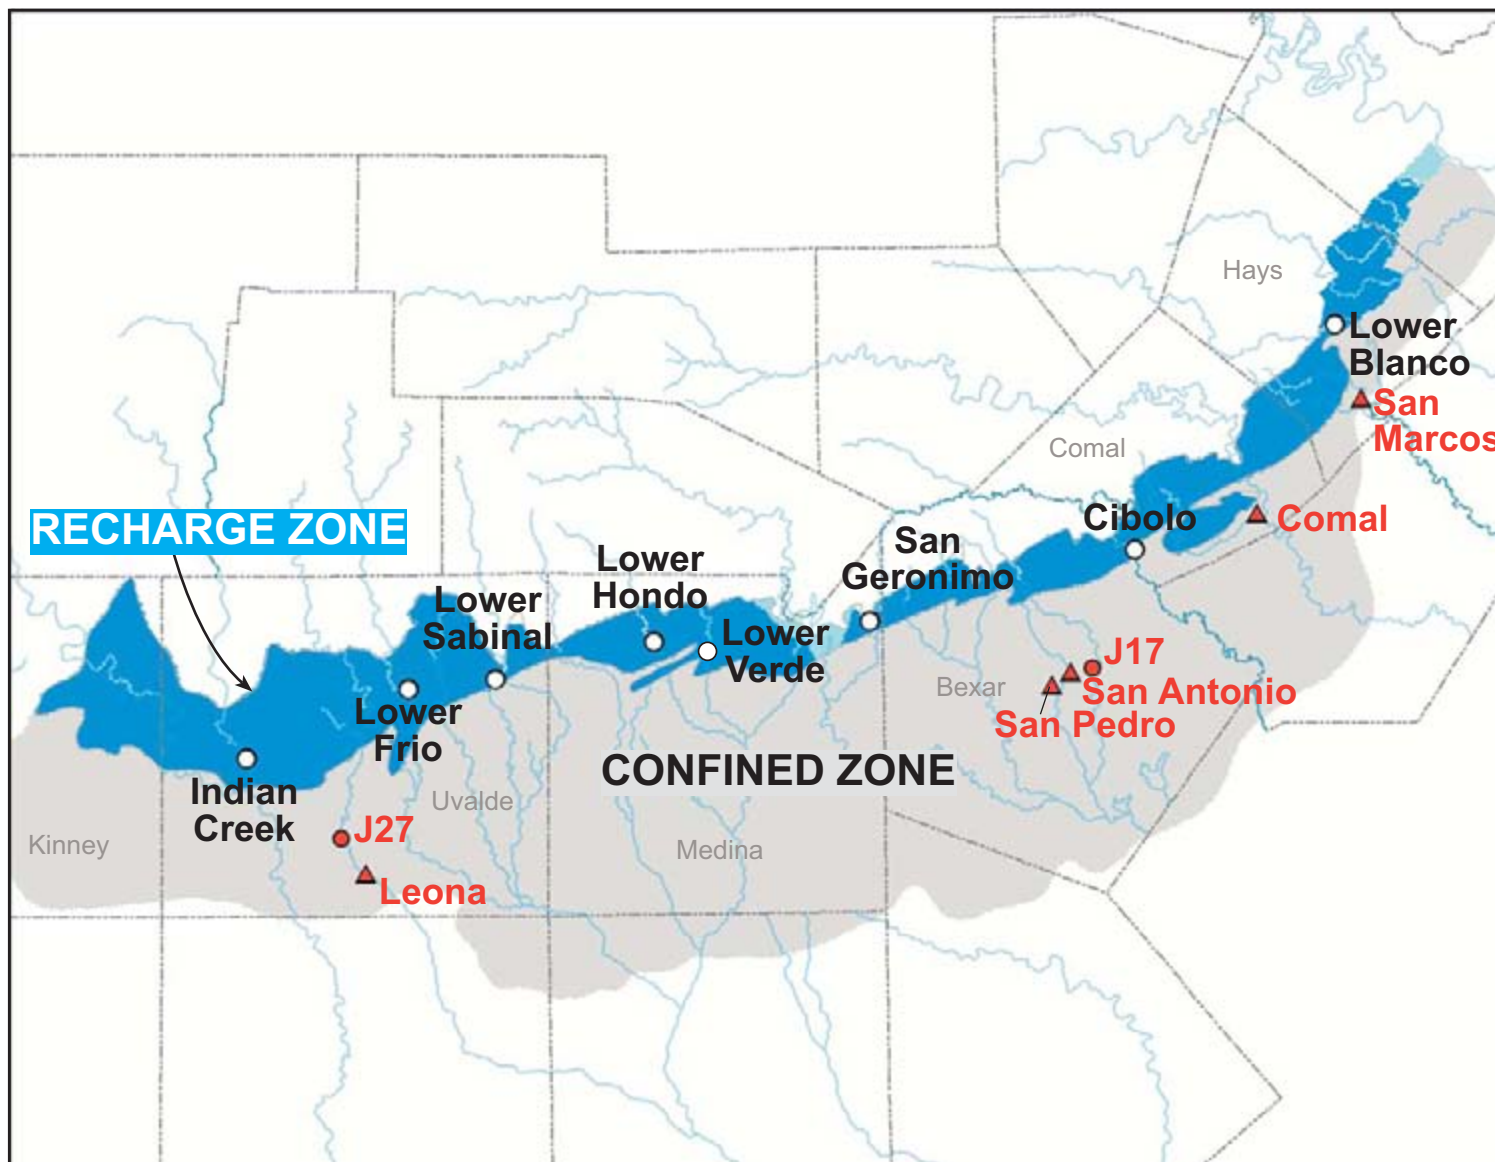 Hays
Lower
Blanco
San
Marcos
Comal
RECHARGE ZONE
Cibolo
Comal
San
Geronimo
Lower
Hondo
Lower
Sabinal
Lower
Verde
J17
Bexar
San Antonio
San Pedro
Lower
Frio
CONFINED ZONE
Indian
Creek
Uvalde
J27
Kinney
Medina
Leona